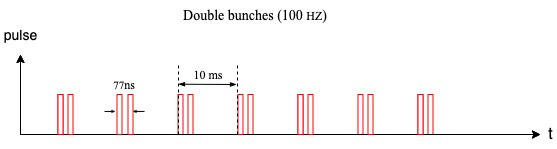 Double bunches (100 HZ)
pulse
77ns
10 ms
t